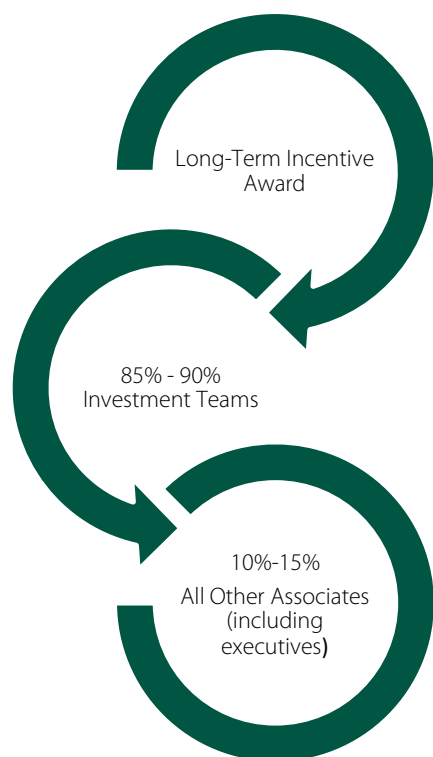 Long-Term Incentive
Award
85% - 90%
Investment Teams
10%-15%
All Other Associates
(including
executives)